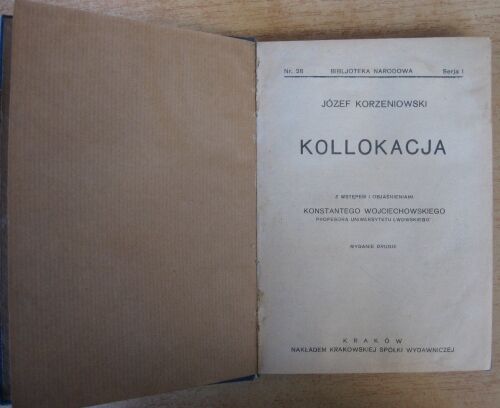 Nr. 28 BIBLJOTEKA NARODOWA Serja I
JÓZEF KORZENIOWSKI
KOLLOKACJA
Z WSTĘPEM I OBJAŚNIENIAMI
KONSTANTEGO WOJCIECHOWSKIEGO
PROFESORA UNIWERSYTETU LWOWSKIEGO
WYDANIE DRUGIE
KRAKÓW
NAKŁADEM KRAKOWSKIEJ SPÓŁKI WYDAWNICZEJ